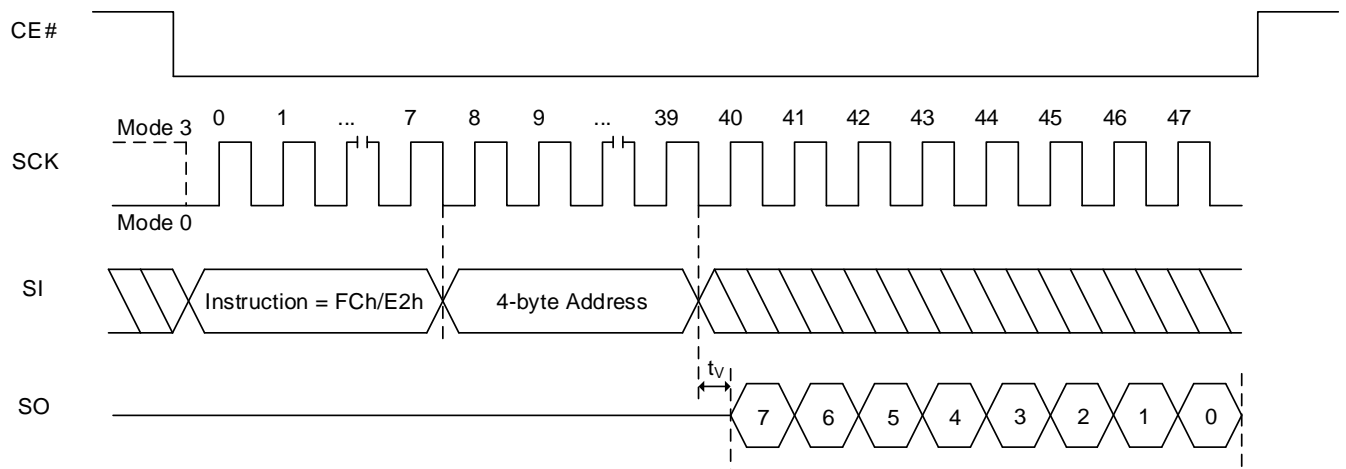 CE#
Mode 3 0 1 ... 7 8 9 ... 39 40 41 42 43 44 45 46 47
SCK
Mode 0
SI
Instruction = FCh/E2h 4-byte Address
tV
SO
7 6 5 4 3 2 1 0